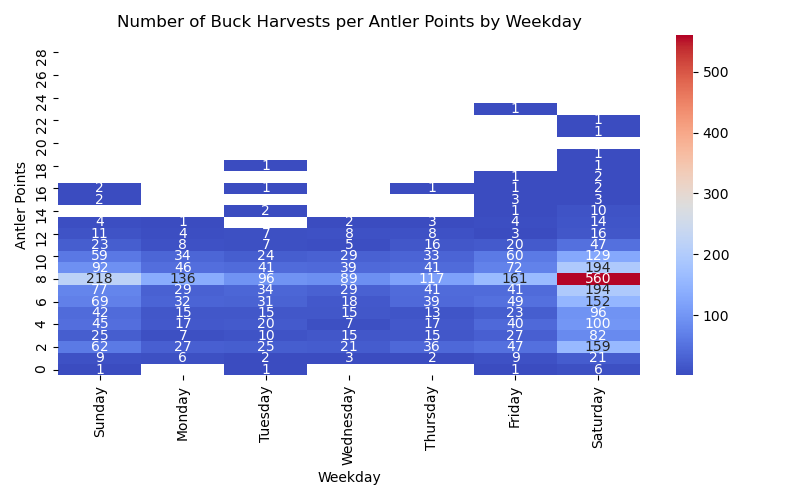 Number of Buck Harvests per Antler Points by Weekday
Antler Points
28
26
24
1
22 1
1
20
1
18 1 1
1 2
16 2 1 1 1 2
2 3 3
14 2 1 10
4 1 2 3 4 14
12 11 4 7 8 8 3 16
23 8 7 5 16 20 47
10 59 34 24 29 33 60 129
92 46 41 39 41 72 194
8 218 136 96 89 117 161 560
77 29 34 29 41 41 194
6 69 32 31 18 39 49 152
42 15 15 15 13 23 96
4 45 17 20 7 17 40 100
25 7 10 15 15 27 82
2 62 27 25 21 36 47 159
9 6 7 3 2 9 21
0 1 1 1 6
Sunday Monday Tuesday Wednesday Thursday Friday Saturday
Weekday
500
400
300
200
100